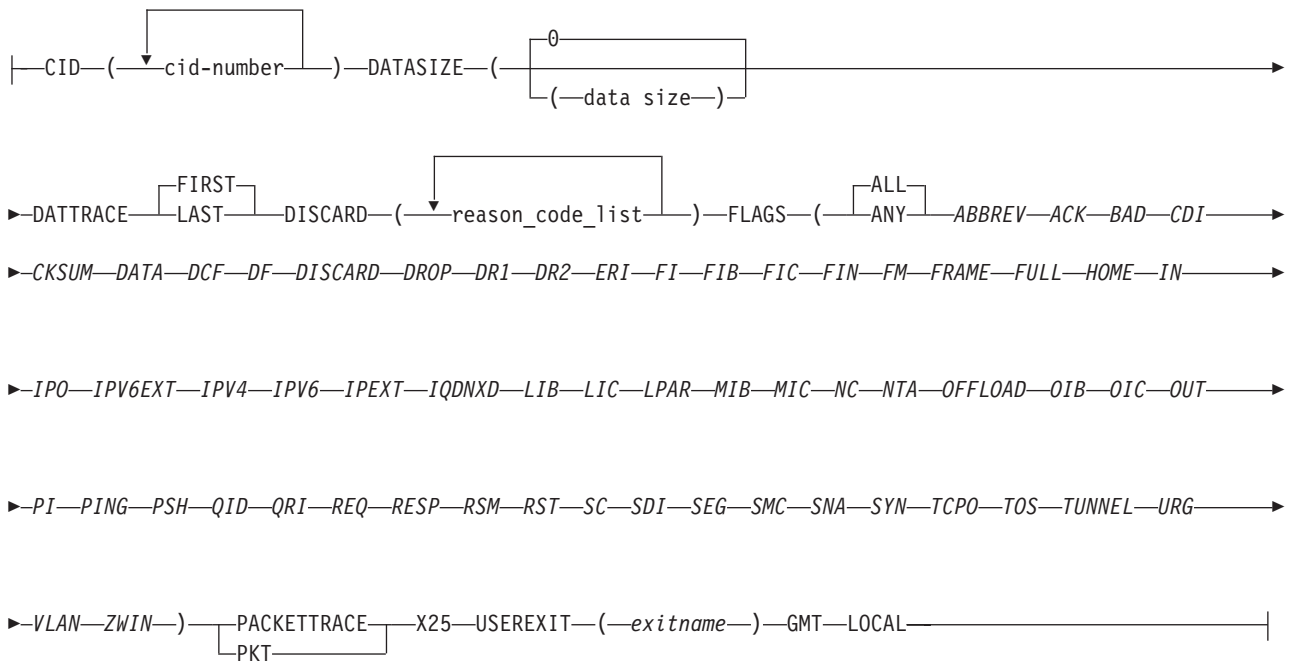 0
CID ( cid-number ) DATASIZE (
( data size )
FIRST ALL
DATTRACE LAST DISCARD ( reason_code_list ) FLAGS ( ANY ABBREV ACK BAD CDI
CKSUM DATA DCF DF DISCARD DROP DR1 DR2 ERI FI FIB FIC FIN FM FRAME FULL HOME IN
IPO IPV6EXT IPV4 IPV6 IPEXT IQDNXD LIB LIC LPAR MIB MIC NC NTA OFFLOAD OIB OIC OUT
PI PING PSH QID QRI REQ RESP RSM RST SC SDI SEG SMC SNA SYN TCPO TOS TUNNEL URG
VLAN ZWIN ) PACKETTRACE X25 USEREXIT ( exitname ) GMT LOCAL
PKT